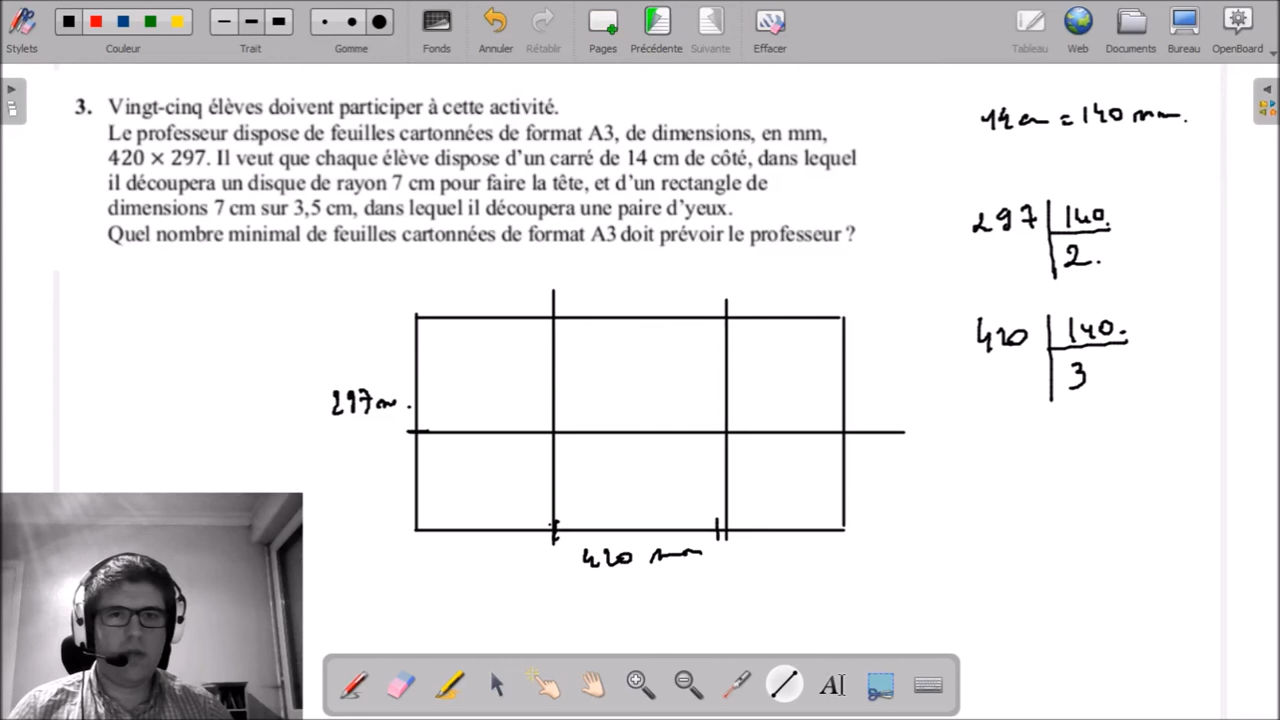 Stylets
Couleur
Trait
Gomme
Fonds
Annuler
Rétablir
Pages
Précédente
Suivante
Effacer
Tableau
Web
Documents
Bureau
OpenBoard
3. Vingt-cinq élèves doivent participer à cette activité.
Le professeur dispose de feuilles cartonnées de format A3, de dimensions, en mm,
420 × 297. Il veut que chaque élève dispose d'un carré de 14 cm de côté, dans lequel
il découpera un disque de rayon 7 cm pour faire la tête, et d'un rectangle de
dimensions 7 cm sur 3,5 cm, dans lequel il découpera une paire d'yeux.
Quel nombre minimal de feuilles cartonnées de format A3 doit prévoir le professeur ?
14 cm = 140 mm.
297 | 140.
2.
420 | 140.
3
297 m.
420 mm
AI